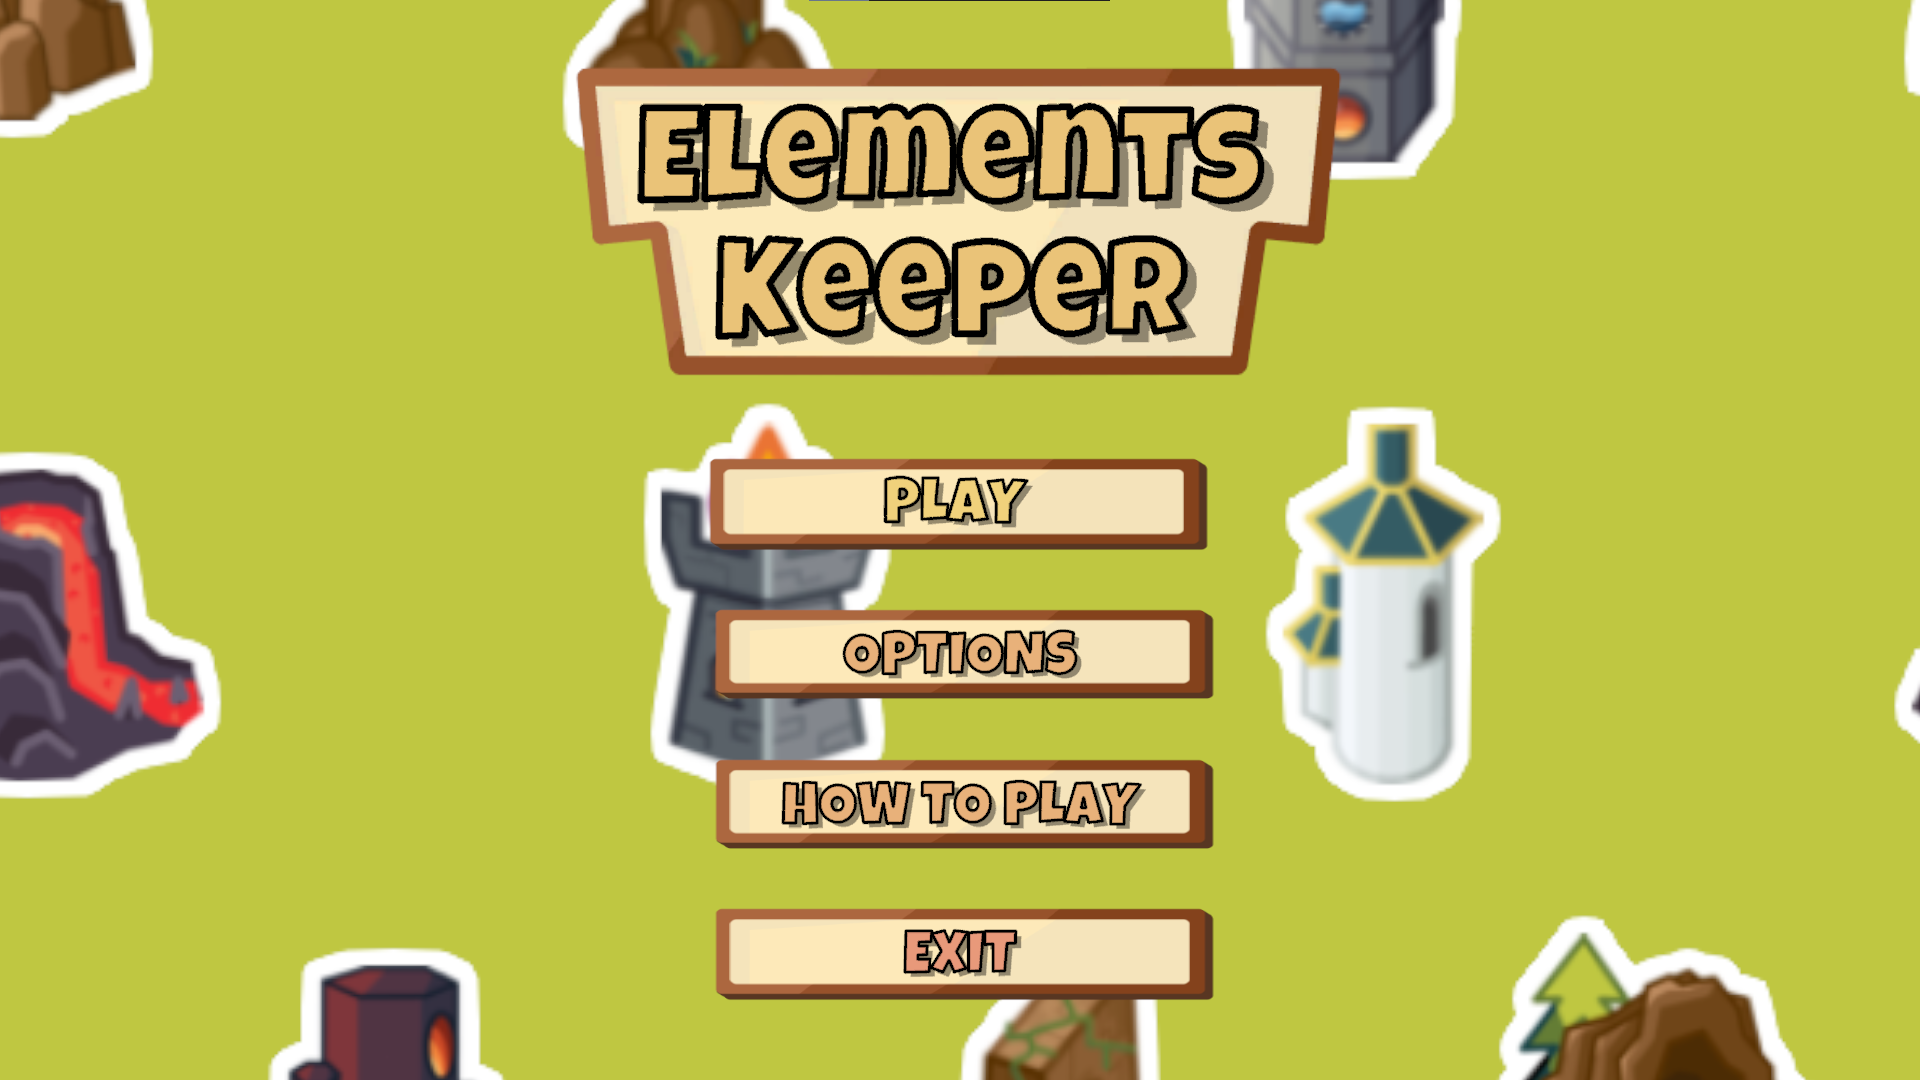 ELements
KeePeR
PLAY
OPTIONS
HOW TO PLAY
EXIT